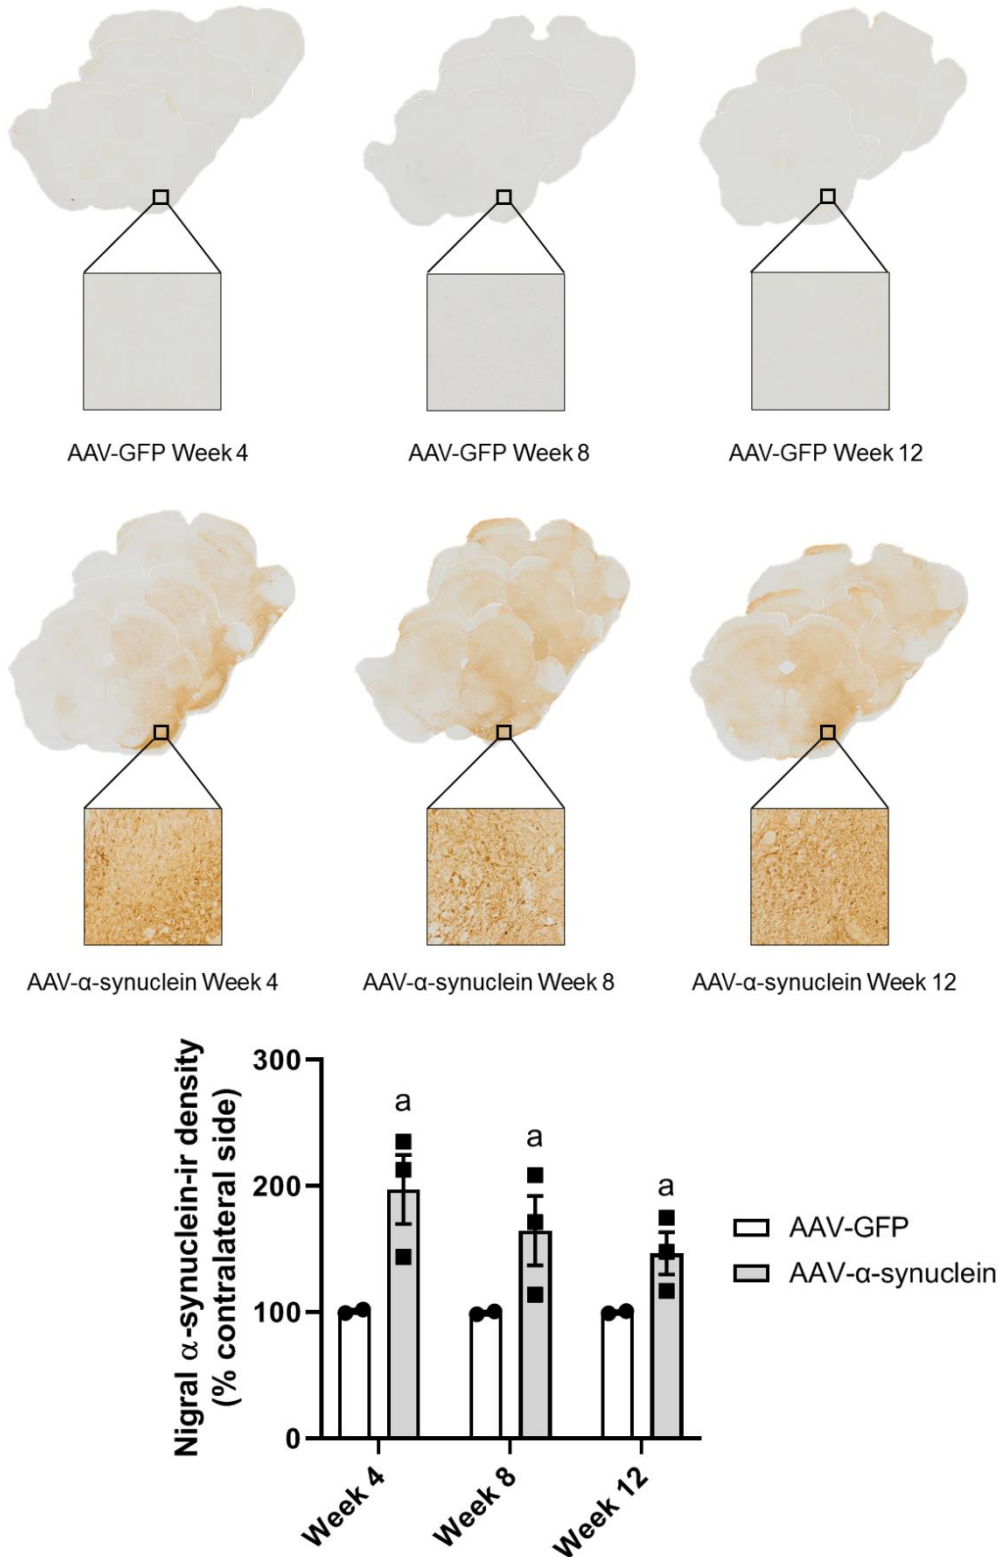 AAV-GFP Week 4
AAV-GFP Week 8
AAV-GFP Week 12
AAV-α-synuclein Week 4
AAV-α-synuclein Week 8
AAV-α-synuclein Week 12
Nigral α-synuclein-ir density
(% contralateral side)
300
200
100
0
a
a
a
Week 4
Week 8
Week 12
AAV-GFP
AAV-α-synuclein